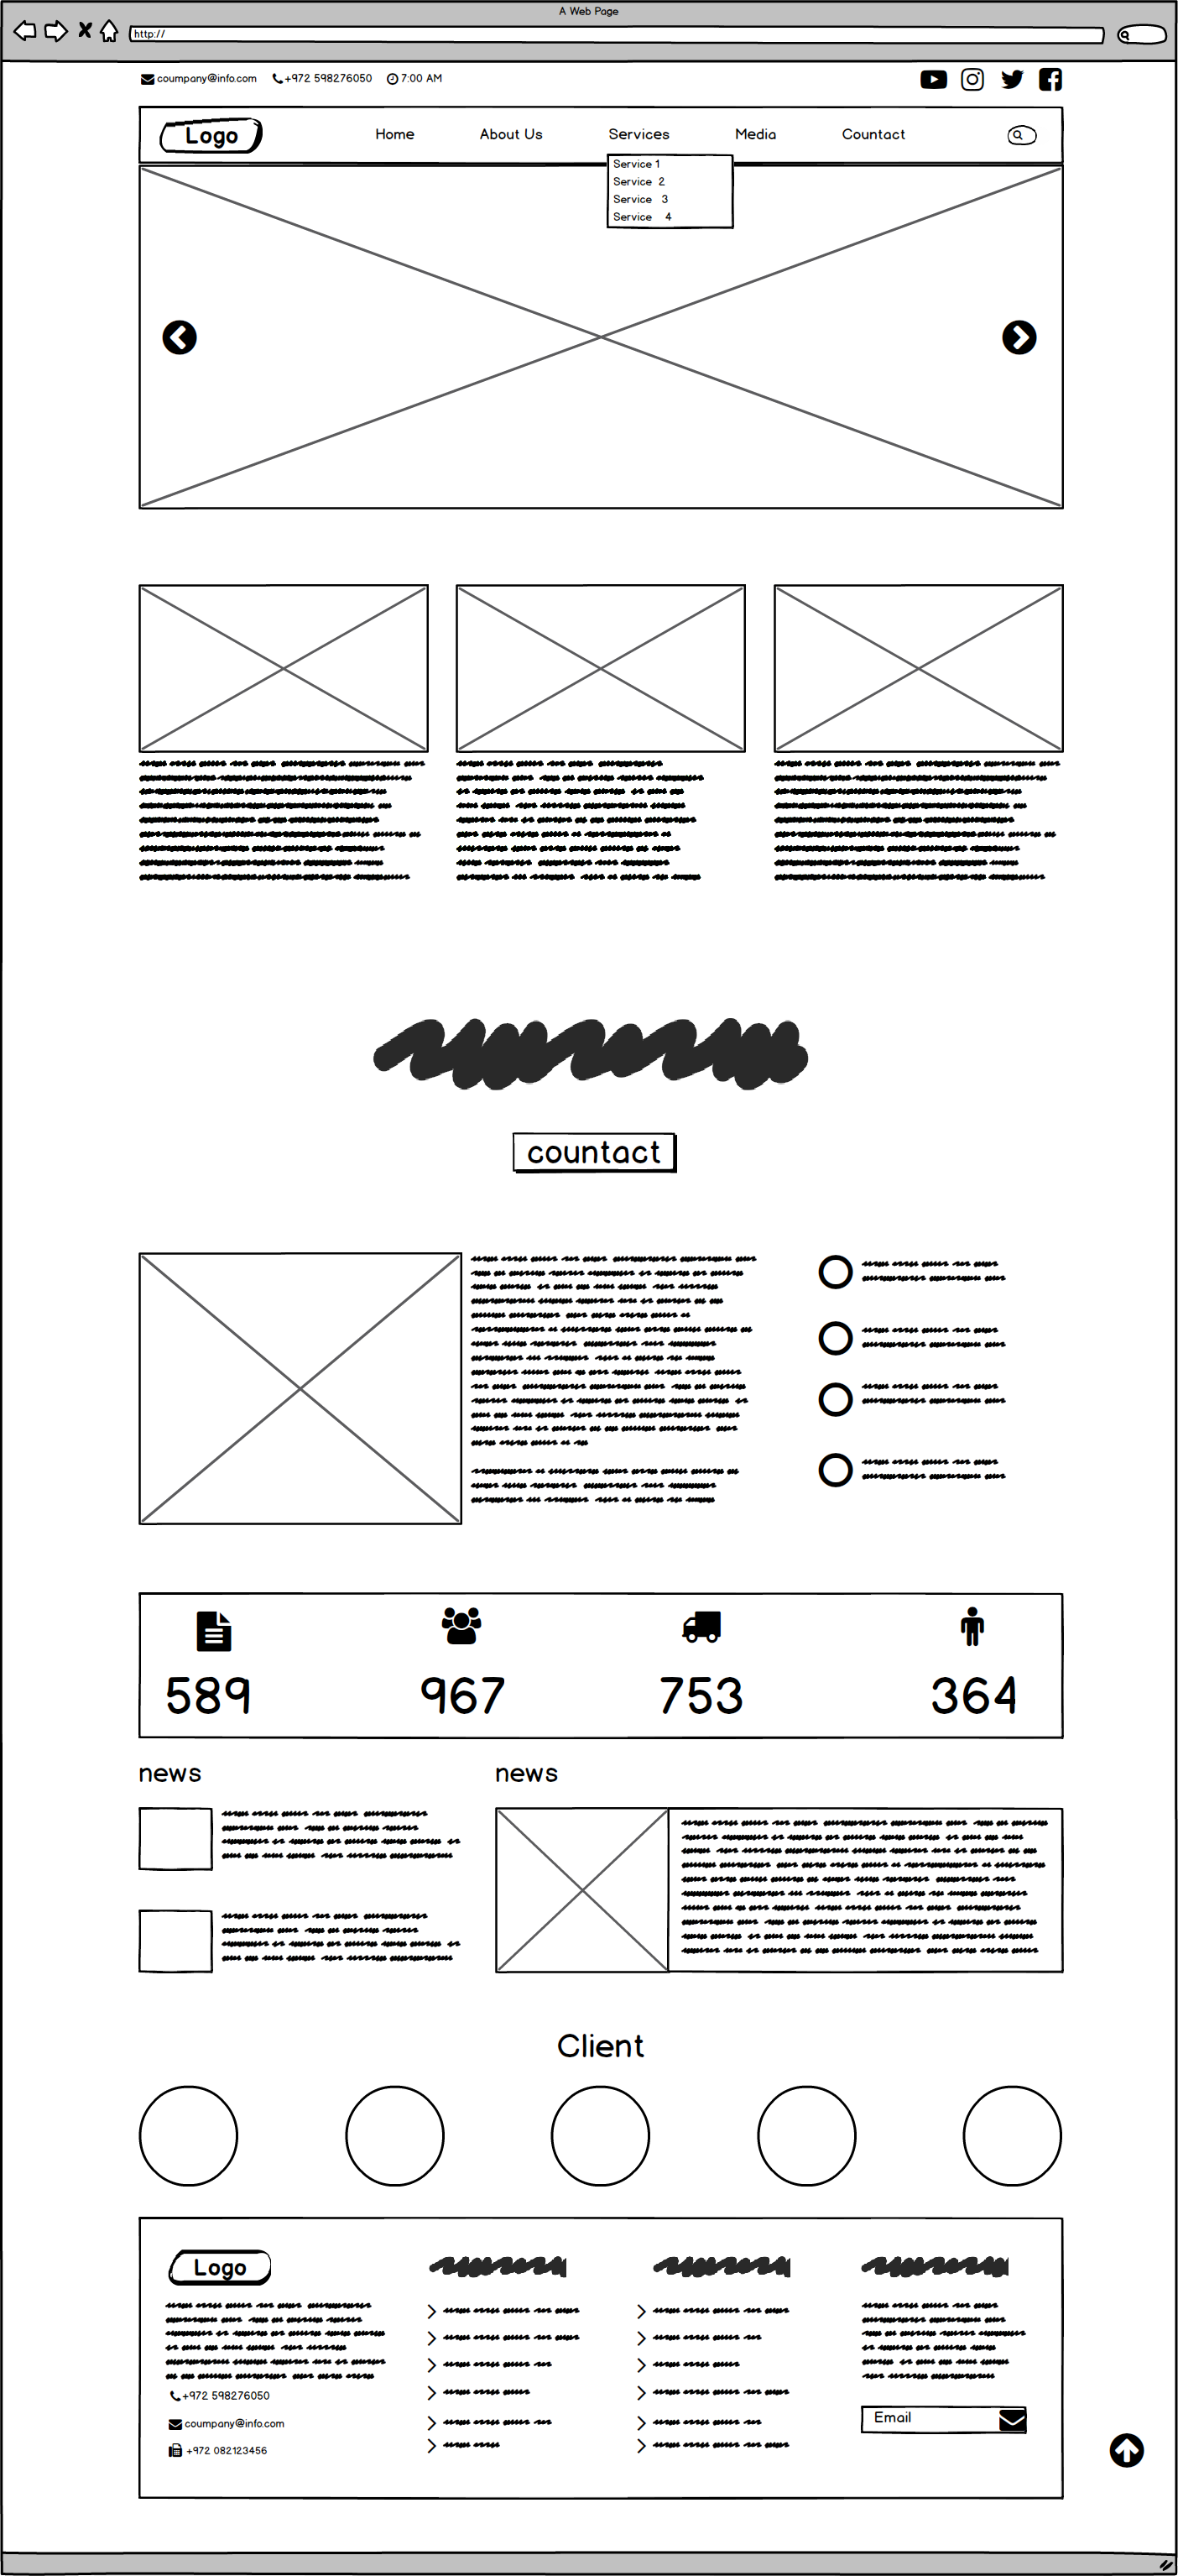 A Web Page
http://
coumpany@info.com +972 598276050 7:00 AM
Logo Home About Us Services Media Countact
Service 1
Service 2
Service 3
Service 4
countact
589 967 753 364
news news
Client
Logo
+972 598276050
coumpany@info.com
+972 082123456
Email